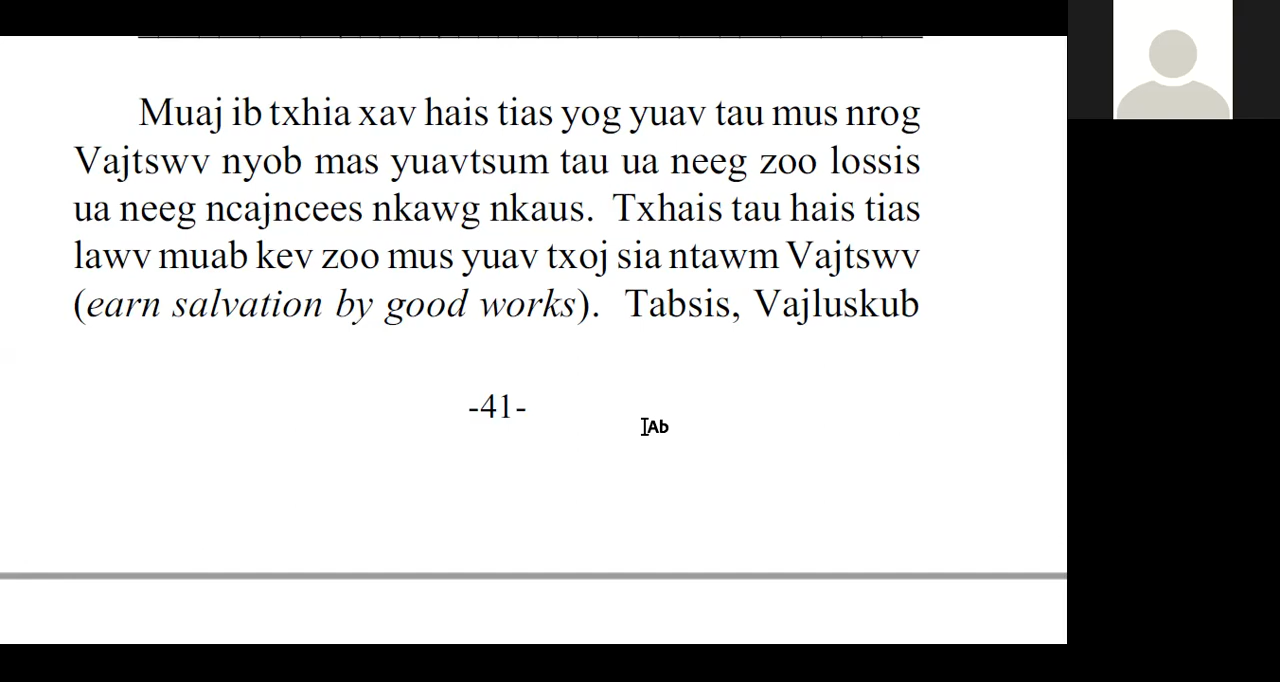 Muaj ib txhia xav hais tias yog yuav tau mus nrog
Vajtswv nyob mas yuavtsum tau ua neeg zoo lossis
ua neeg ncajncees nkawg nkaus. Txhais tau hais tias
lawv muab kev zoo mus yuav txoj sia ntawm Vajtswv
(earn salvation by good works). Tabsis, Vajluskub
-41-
Ab